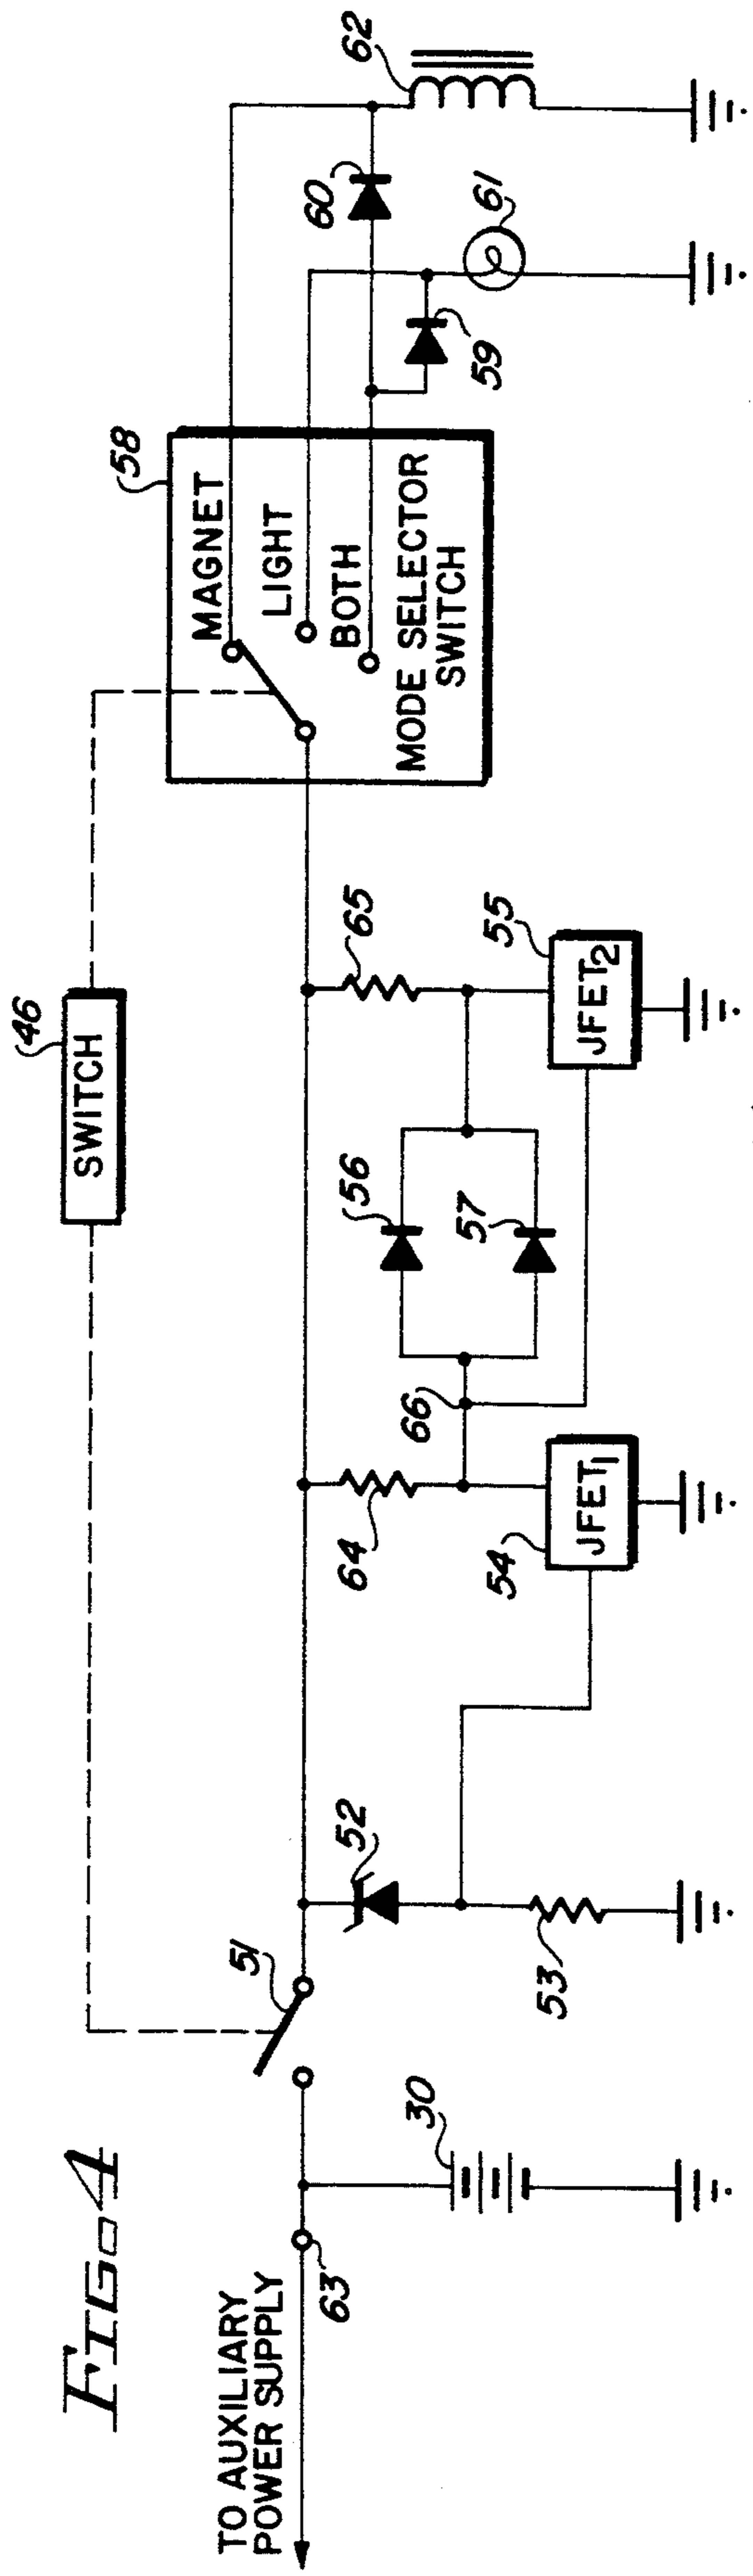 FIG. 4
46
SWITCH
TO AUXILIARY
POWER SUPPLY
63
30
51
52
53
54
JFET1
64
66
56
57
65
55
JFET2
58
MAGNET
LIGHT
BOTH
MODE SELECTOR
SWITCH
59
60
61
62